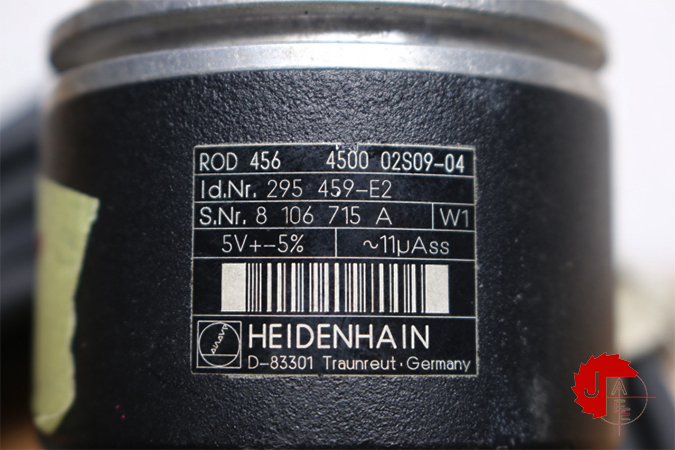 ROD 456 4500 02S09-04
Id.Nr. 295 459-E2
S.Nr. 8 106 715 A W1
5V+-5% ~11µAss
HEIDENHAIN
D-83301 Traunreut·Germany